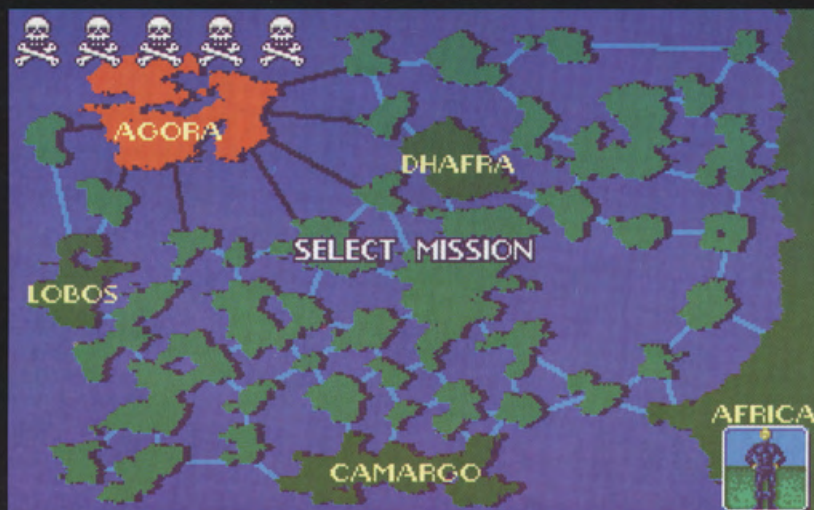 AGORA
DHAFRA
SELECT MISSION
LOBOS
AFRICA
CAMARGO